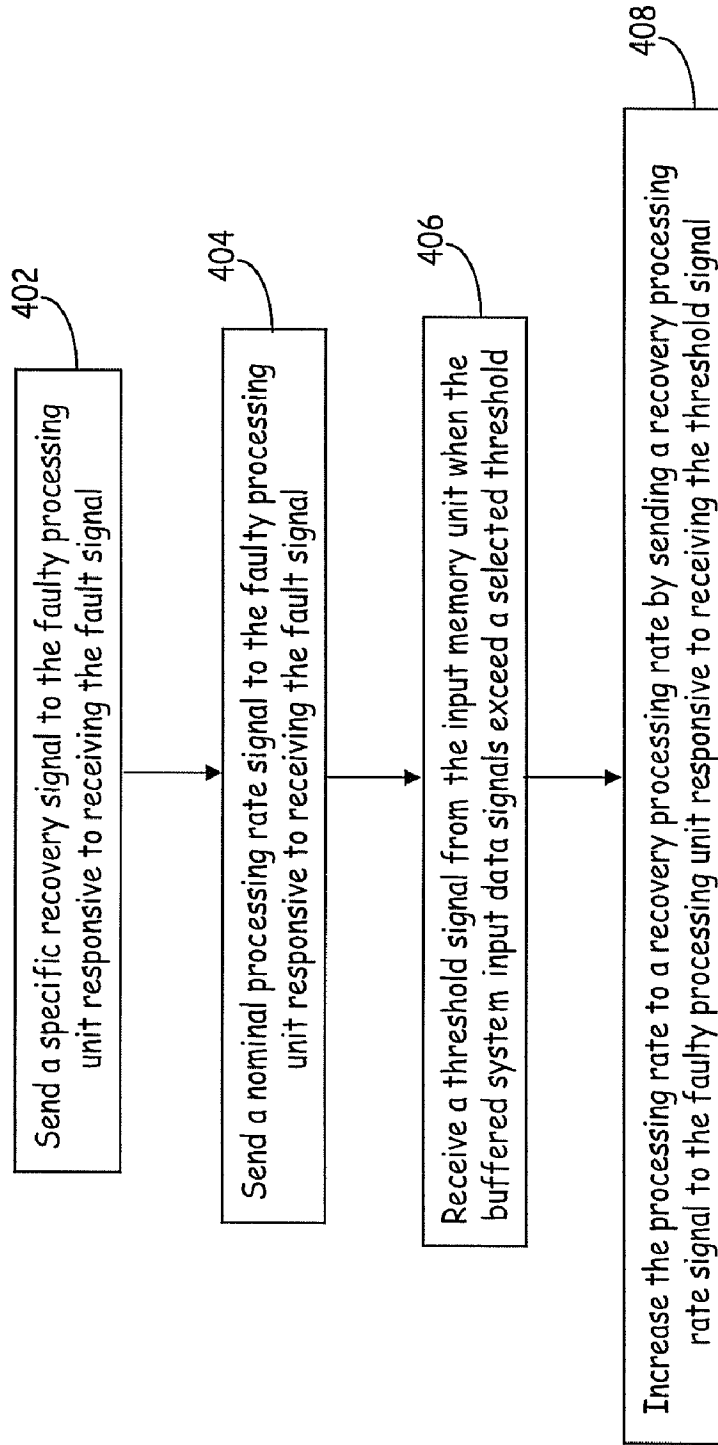 402
Send a specific recovery signal to the faulty processing
unit responsive to receiving the fault signal
404
Send a nominal processing rate signal to the faulty processing
unit responsive to receiving the fault signal
406
Receive a threshold signal from the input memory unit when the
buffered system input data signals exceed a selected threshold
408
Increase the processing rate to a recovery processing rate by sending a recovery processing
rate signal to the faulty processing unit responsive to receiving the threshold signal